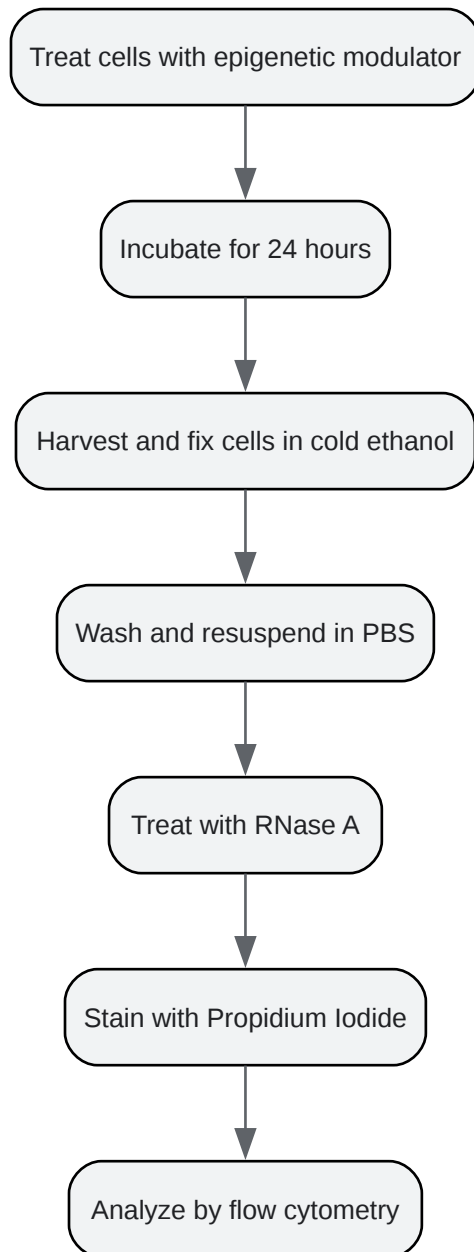 Treat cells with epigenetic modulator
Incubate for 24 hours
Harvest and fix cells in cold ethanol
Wash and resuspend in PBS
Treat with RNase A
Stain with Propidium Iodide
Analyze by flow cytometry